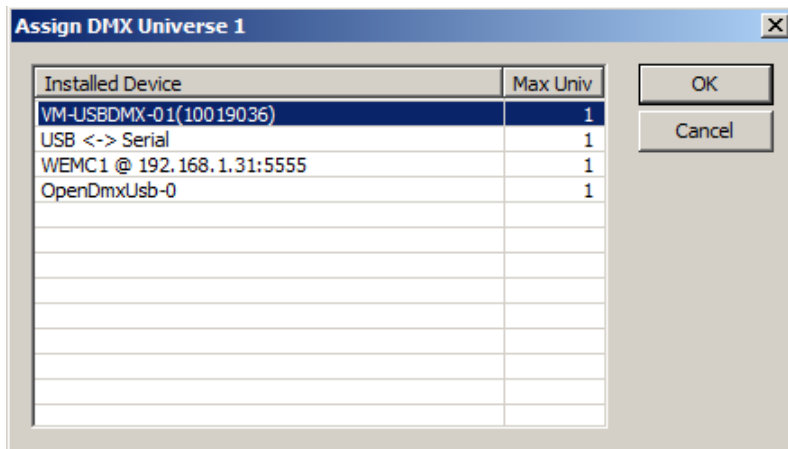 Assign DMX Universe 1
Installed Device Max Univ
OK
VM-USBDMX-01(10019036) 1
Cancel
USB <-> Serial 1
WEMC1 @ 192.168.1.31:5555 1
OpenDmxUsb-0 1